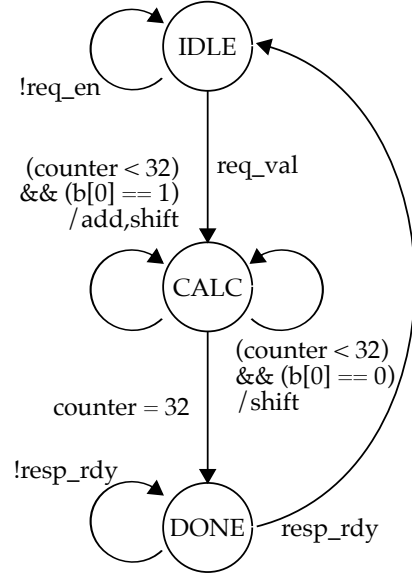 IDLE
!req_en
req_val
(counter < 32)
&& (b[0] == 1)
/add,shift
CALC
(counter < 32)
&& (b[0] == 0)
/shift
counter = 32
!resp_rdy
DONE
resp_rdy